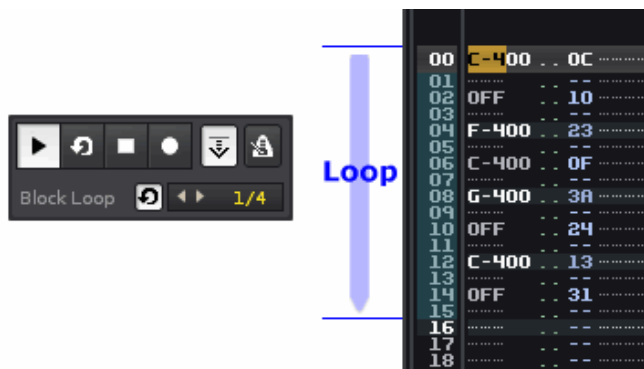 Block Loop 1/4
Loop
00 C-400 .. 0C
01 --
02 OFF .. 10
03 --
04 F-400 .. 23
05 --
06 C-400 .. 0F
07 --
08 G-400 .. 3A
09 --
10 OFF .. 24
11 --
12 C-400 .. 13
13 --
14 OFF .. 31
15 --
16 --
17 --
18 --